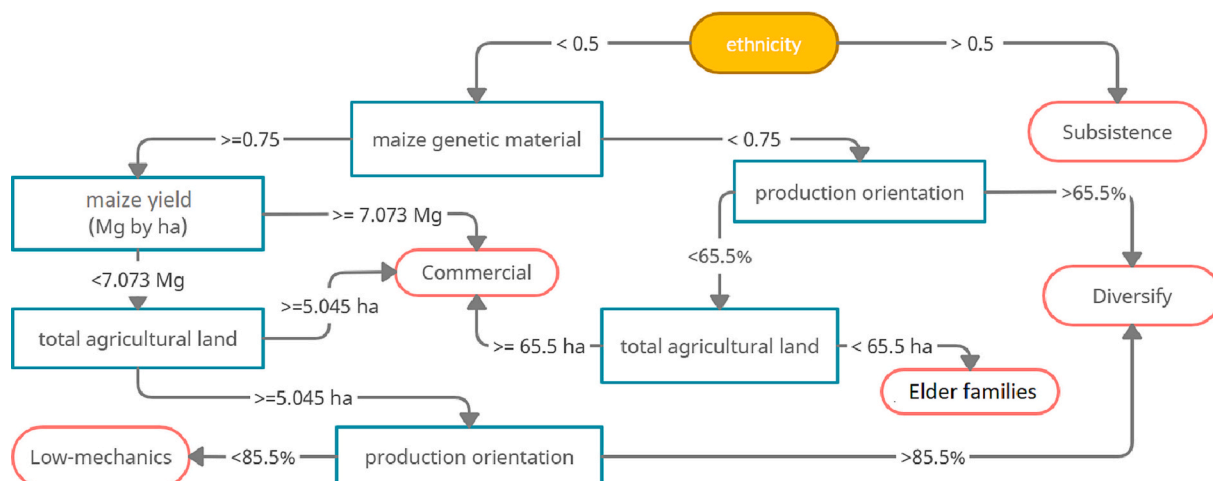 < 0.5
ethnicity
> 0.5
>=0.75
maize genetic material
< 0.75
Subsistence
maize yield
(Mg by ha)
>= 7.073 Mg
production orientation
>65.5%
<7.073 Mg
Commercial
<65.5%
>=5.045 ha
Diversify
total agricultural land
>= 65.5 ha
total agricultural land
< 65.5 ha
Elder families
>=5.045 ha
Low-mechanics
<85.5%
production orientation
>85.5%